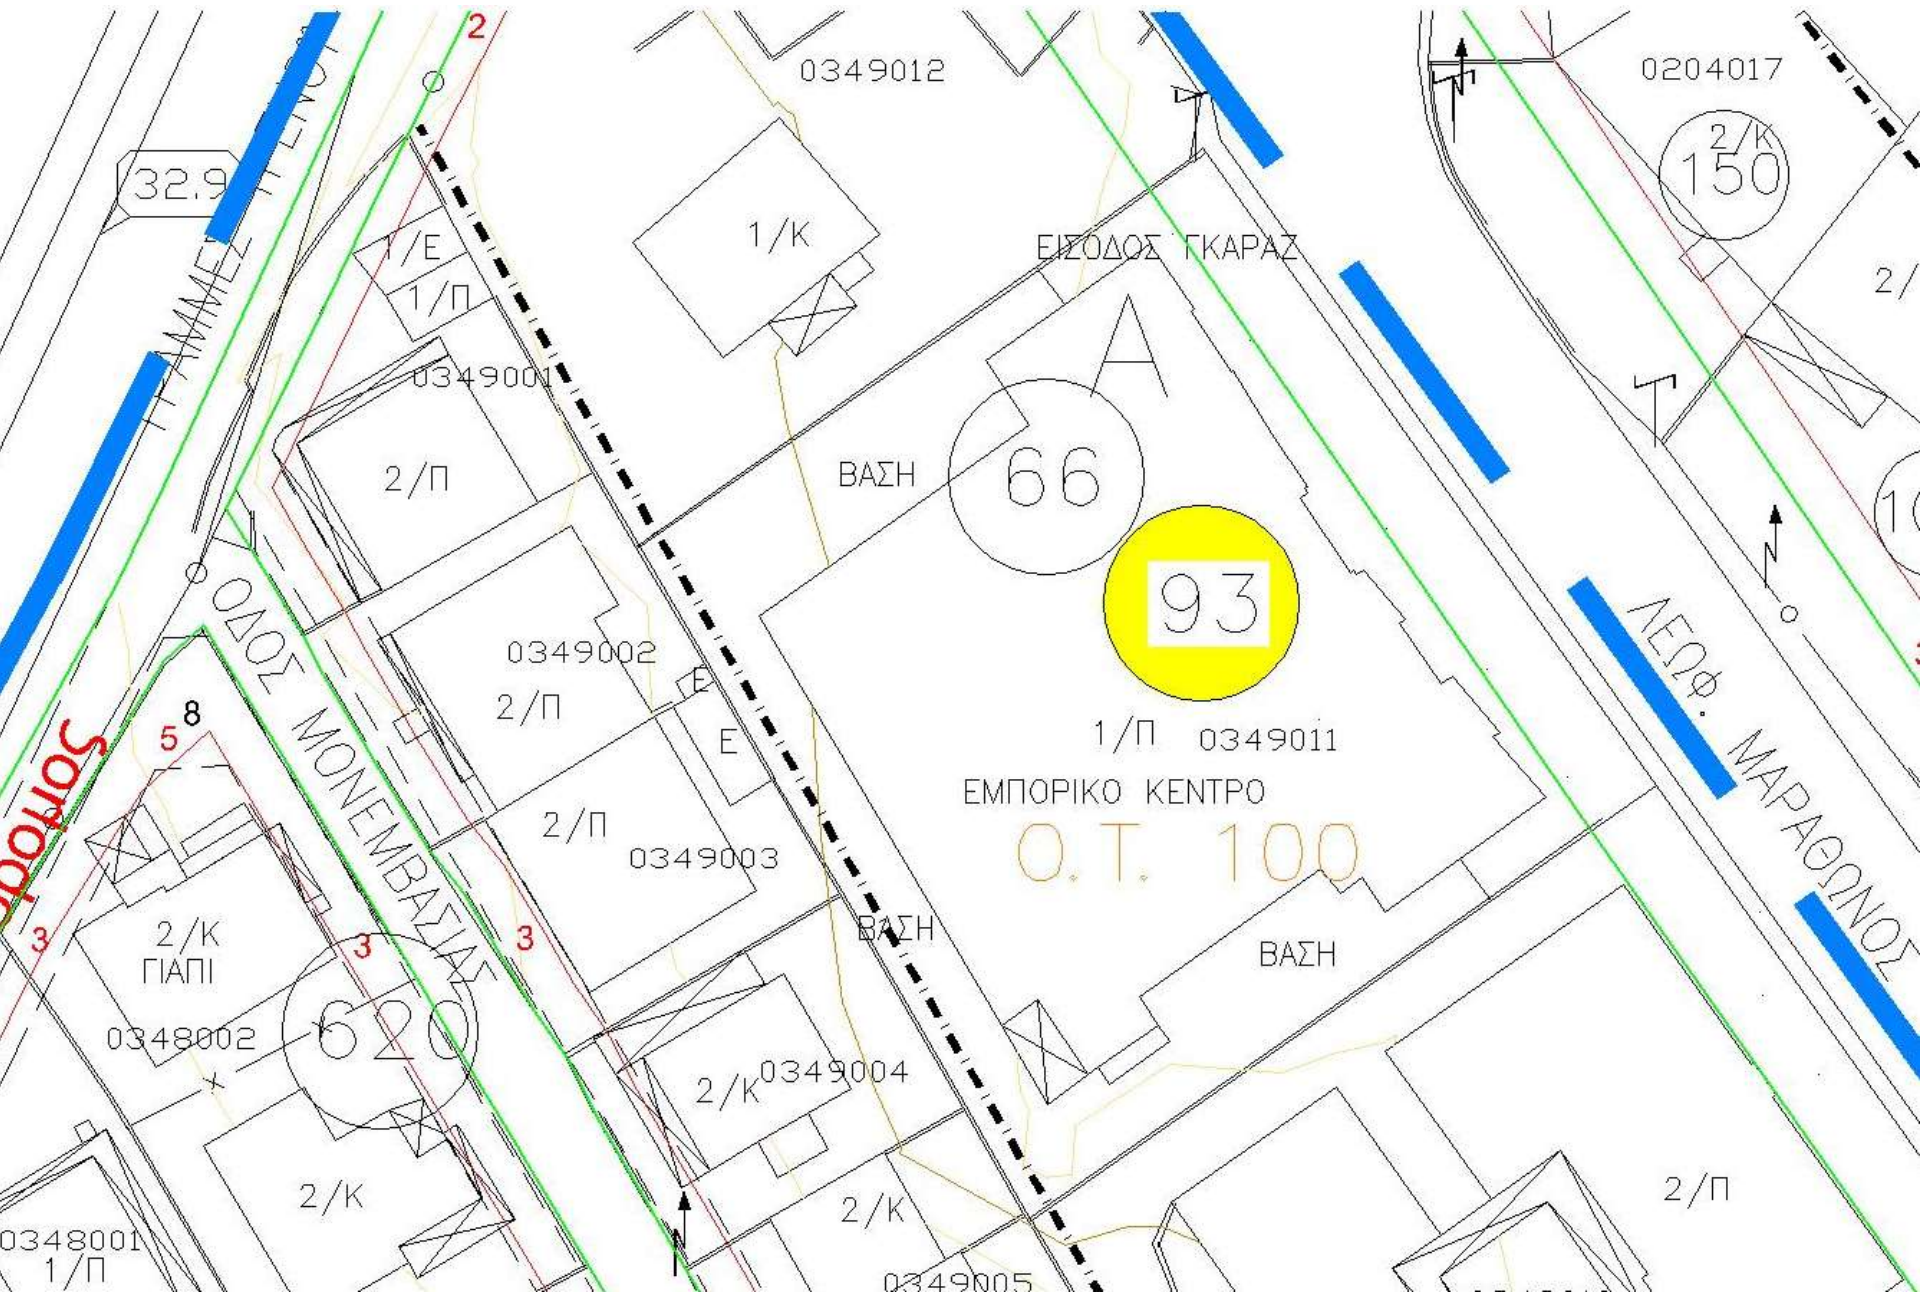 2
0349012
0204017
2/Κ
150
32.9
1/Κ
1/Ε
1/Π
ΕΙΣΟΔΟΣ ΓΚΑΡΑΖ
2/
0349001
Α
2/Π
ΒΑΣΗ
66
93
ΟΔΟΣ ΜΟΝΕΜΒΑΣΙΑΣ
0349002
2/Π
Ε
Ε
ΛΕΩΦ. ΜΑΡΑΘΩΝΟΣ
8
5
1/Π 0349011
ΕΜΠΟΡΙΚΟ ΚΕΝΤΡΟ
Ο.Τ. 100
2/Π
0349003
3
3
3
2/Κ
ΓΙΑΠΙ
ΒΑΣΗ
ΒΑΣΗ
0348002
620
2/Κ
0349004
2/Κ
2/Κ
2/Π
0348001
1/Π
0349005